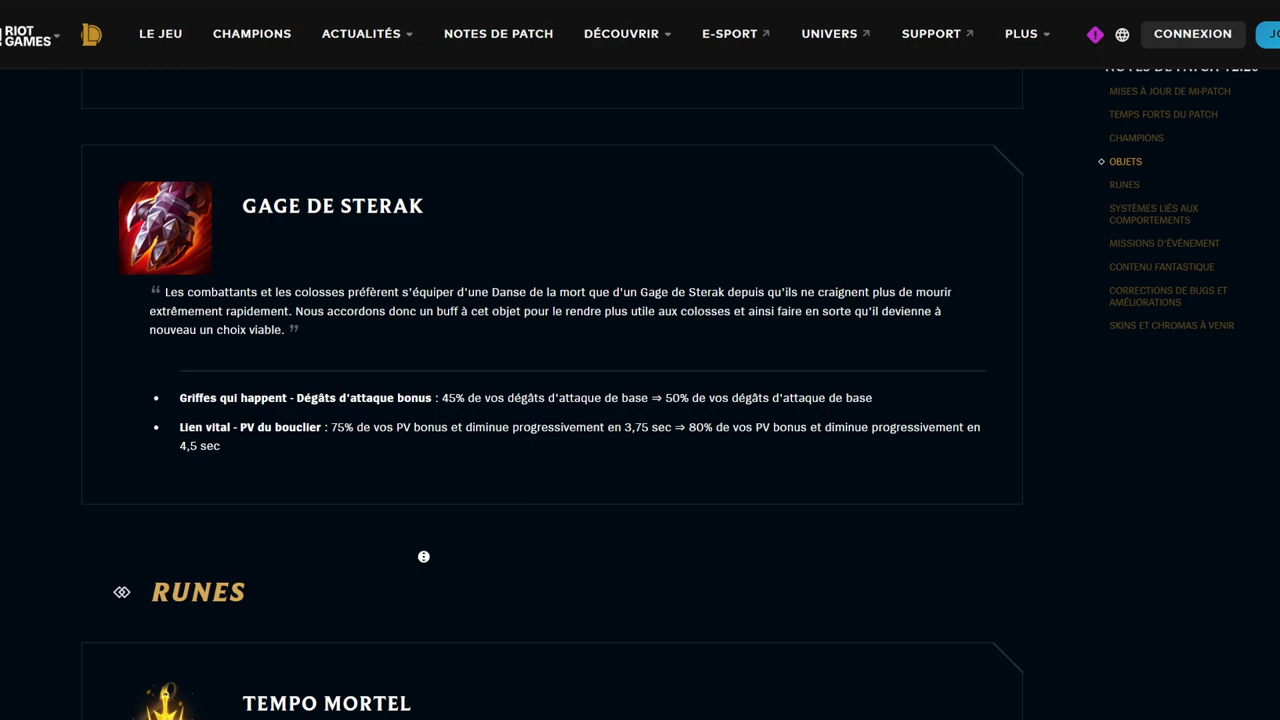 RIOT
GAMES
LE JEU
CHAMPIONS
ACTUALITÉS
NOTES DE PATCH
DÉCOUVRIR
E-SPORT
UNIVERS
SUPPORT
PLUS
CONNEXION
GAGE DE STERAK
“ Les combattants et les colosses préfèrent s'équiper d'une Danse de la mort que d'un Gage de Sterak depuis qu'ils ne craignent plus de mourir
extrêmement rapidement. Nous accordons donc un buff à cet objet pour le rendre plus utile aux colosses et ainsi faire en sorte qu'il devienne à
nouveau un choix viable. ”
• Griffes qui happent - Dégâts d'attaque bonus : 45% de vos dégâts d'attaque de base ⇒ 50% de vos dégâts d'attaque de base
• Lien vital - PV du bouclier : 75% de vos PV bonus et diminue progressivement en 3,75 sec ⇒ 80% de vos PV bonus et diminue progressivement en
4,5 sec
RUNES
TEMPO MORTEL
MISES À JOUR DE MI-PATCH
TEMPS FORTS DU PATCH
CHAMPIONS
OBJETS
RUNES
SYSTÈMES LIÉS AUX
COMPORTEMENTS
MISSIONS D'ÉVÉNEMENT
CONTENU FANTASTIQUE
CORRECTIONS DE BUGS ET
AMÉLIORATIONS
SKINS ET CHROMAS À VENIR